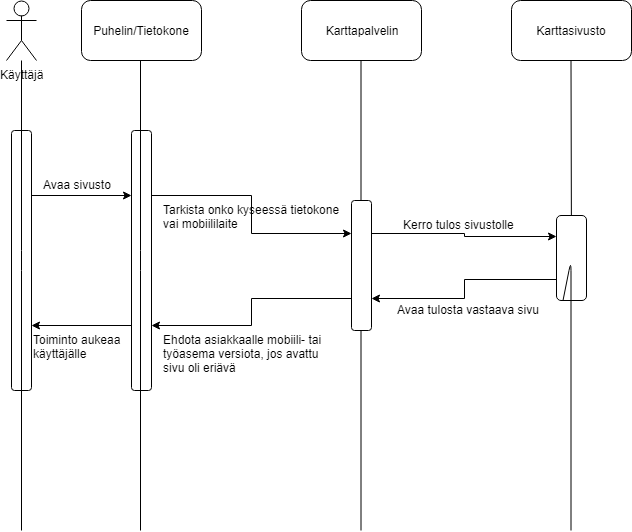 Puhelin/Tietokone
Karttapalvelin
Karttasivusto
Käyttäjä
Avaa sivusto
Tarkista onko kyseessä tietokone
vai mobiililaite
Kerro tulos sivustolle
Avaa tulosta vastaava sivu
Toiminto aukeaa
käyttäjälle
Ehdota asiakkaalle mobiili- tai
työasema versiota, jos avattu
sivu oli eriävä